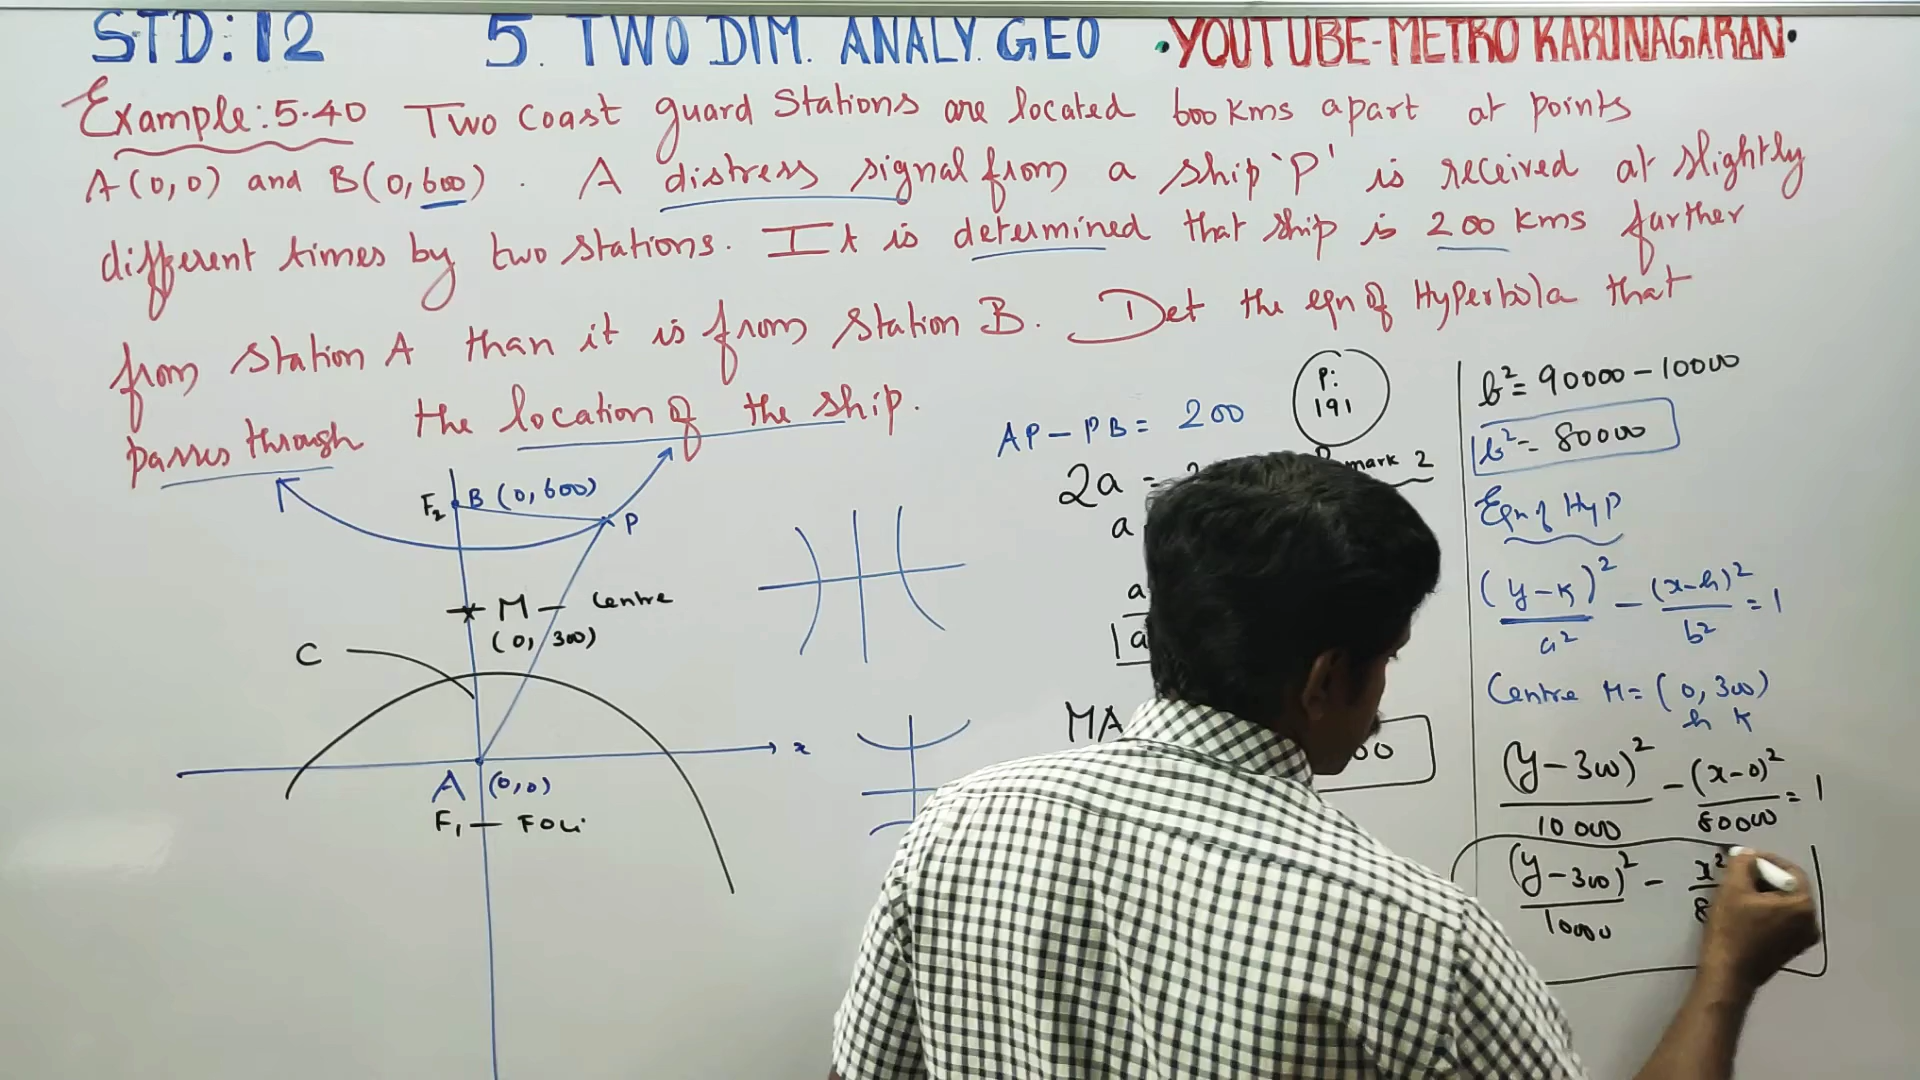 STD: 12 5. TWO DIM. ANALY. GEO • YOUTUBE-METRO KARUNAGARAN •
Example: 5.40 Two Coast guard Stations are located 600 Kms apart at points
A (0,0) and B(0,600) . A distress signal from a ship 'P' is received at slightly
different times by two stations. It is determined that ship is 200 Kms further
from Station A than it is from Station B. Det the eqn of Hyperbola that
passes through the location of the ship.
F₂ B (0, 600)
P
M – Centre
(0, 300)
C
x
A (0,0)
F₁ – Foci
AP – PB = 200
P:
191
2a =
mark 2
a
a
a
MA
b² = 90000 – 10000
b² = 80000
Eqn of Hyp
(y–k)²/a² – (x–h)²/b² = 1
Centre M = (0, 300)
h k
(y–300)²/10000 – (x–0)²/80000 = 1
(y–300)²/10000 – x²/8